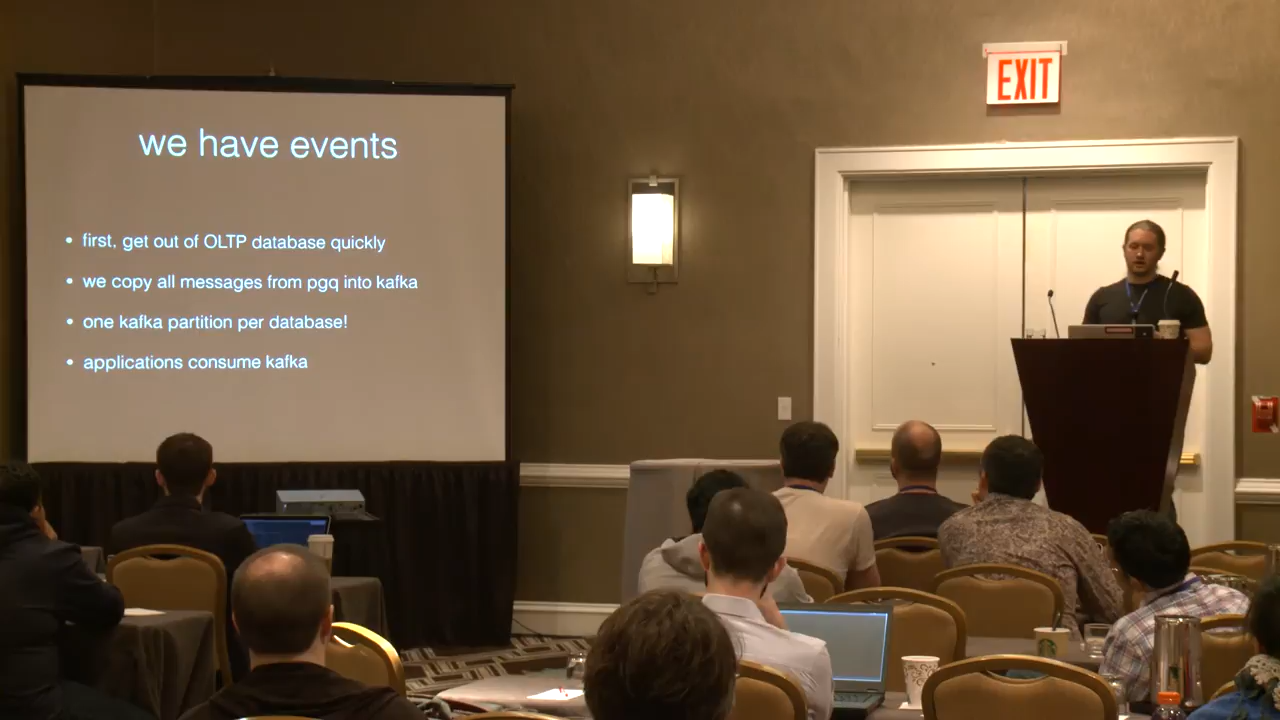 we have events
• first, get out of OLTP database quickly
• we copy all messages from pgq into kafka
• one kafka partition per database!
• applications consume kafka
EXIT